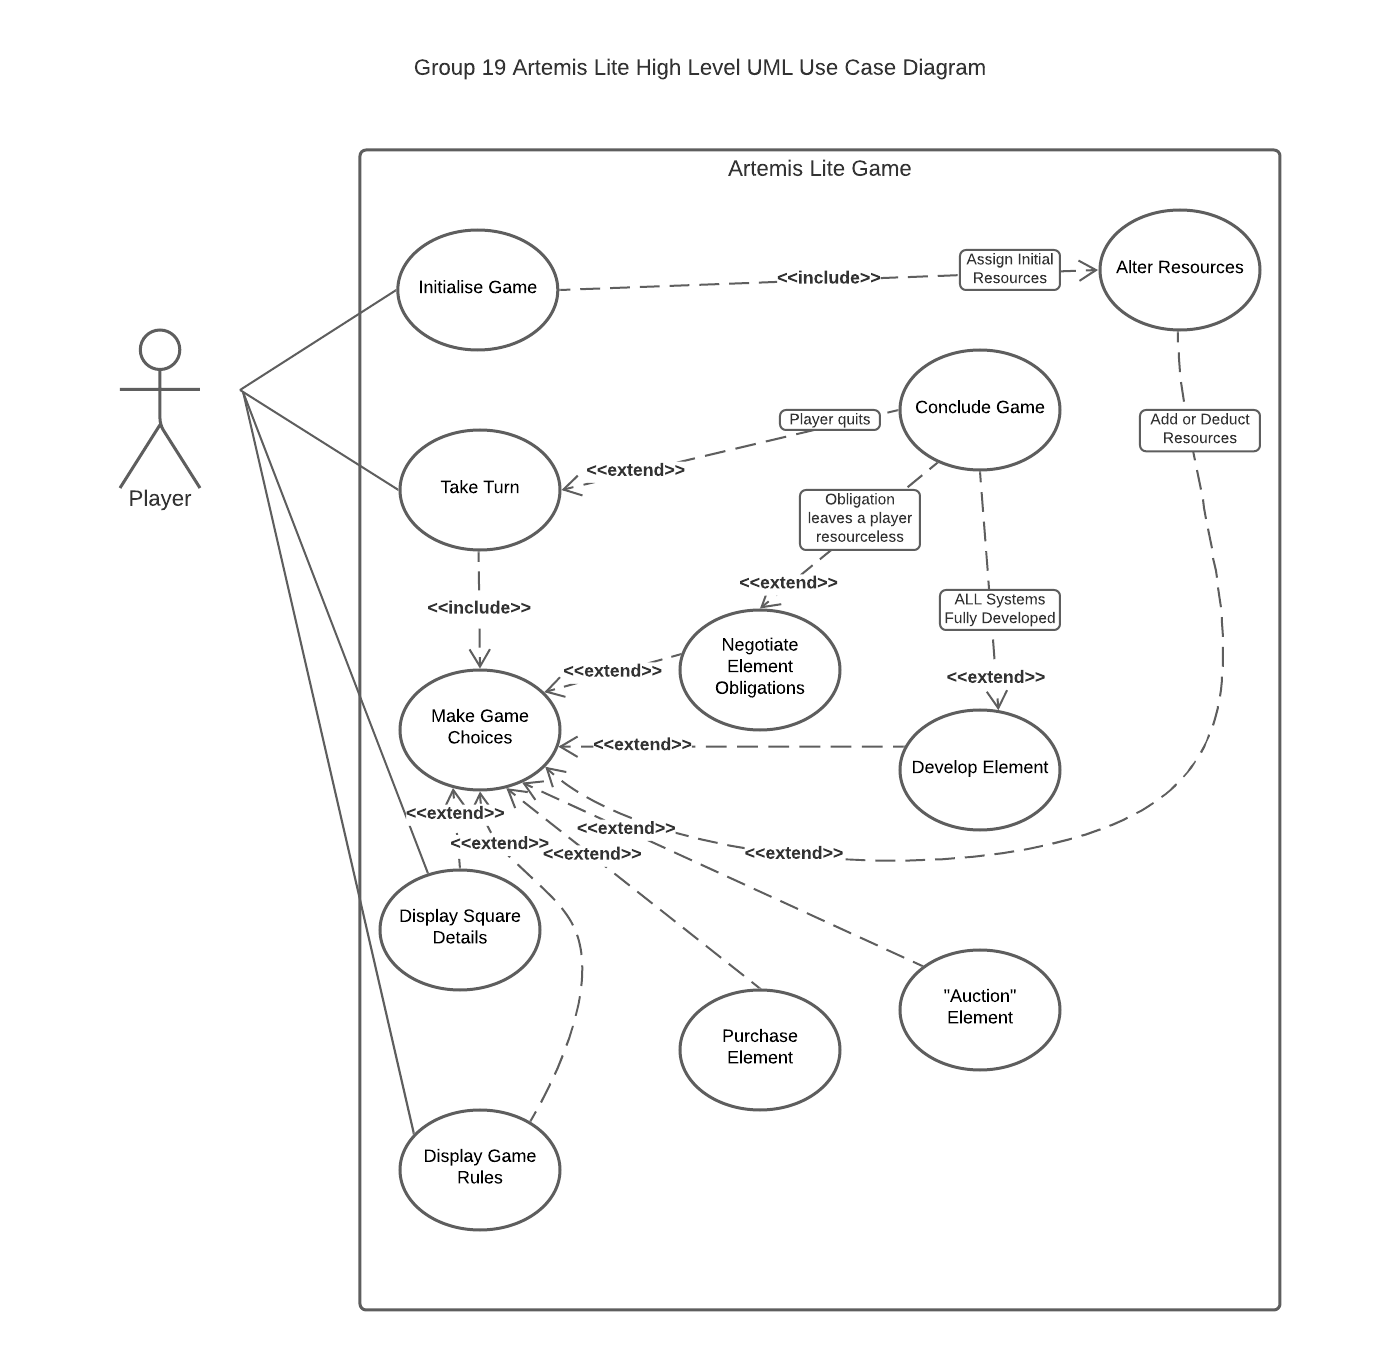 Group 19 Artemis Lite High Level UML Use Case Diagram
Artemis Lite Game
Initialise Game
<<include>>
Assign Initial
Resources
Alter Resources
Player
Take Turn
<<extend>>
Player quits
Conclude Game
Add or Deduct
Resources
Obligation
leaves a player
resourceless
<<extend>>
<<include>>
ALL Systems
Fully Developed
<<extend>>
Negotiate
Element
Obligations
<<extend>>
Make Game
Choices
<<extend>>
Develop Element
<<extend>>
<<extend>>
<<extend>>
<<extend>>
<<extend>>
Display Square
Details
"Auction"
Element
Purchase
Element
Display Game
Rules